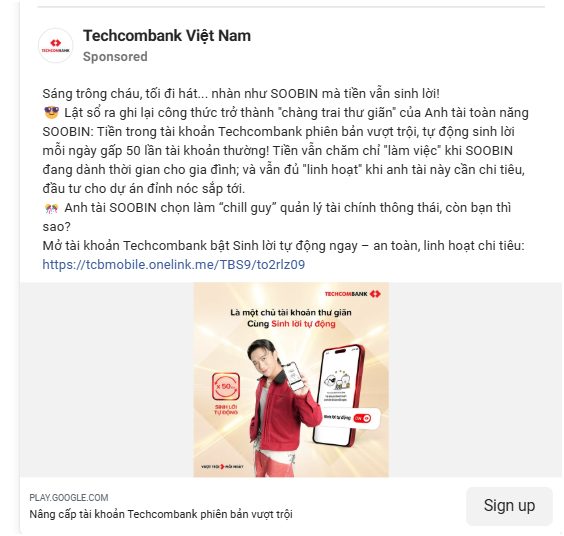 Techcombank Việt Nam
Sponsored
TECHCOMBANK
Sáng trông cháu, tối đi hát... nhàn như SOOBIN mà tiền vẫn sinh lời!
😎 Lật sổ ra ghi lại công thức trở thành "chàng trai thư giãn" của Anh tài toàn năng
SOOBIN: Tiền trong tài khoản Techcombank phiên bản vượt trội, tự động sinh lời
mỗi ngày gấp 50 lần tài khoản thường! Tiền vẫn chăm chỉ "làm việc" khi SOOBIN
đang dành thời gian cho gia đình; và vẫn đủ "linh hoạt" khi anh tài này cần chi tiêu,
đầu tư cho dự án đỉnh nóc sắp tới.
🎊 Anh tài SOOBIN chọn làm “chill guy” quản lý tài chính thông thái, còn bạn thì
sao?
Mở tài khoản Techcombank bật Sinh lời tự động ngay – an toàn, linh hoạt chi tiêu:
https://tcbmobile.onelink.me/TBS9/to2rlz09
TECHCOMBANK
Là một chủ tài khoản thư giãn
Cùng Sinh lời tự động
x 50
SINH LỜI
TỰ ĐỘNG
Sinh lời tự động
VƯỢT TRỘI MỖI NGÀY
PLAY.GOOGLE.COM
Nâng cấp tài khoản Techcombank phiên bản vượt trội
Sign up